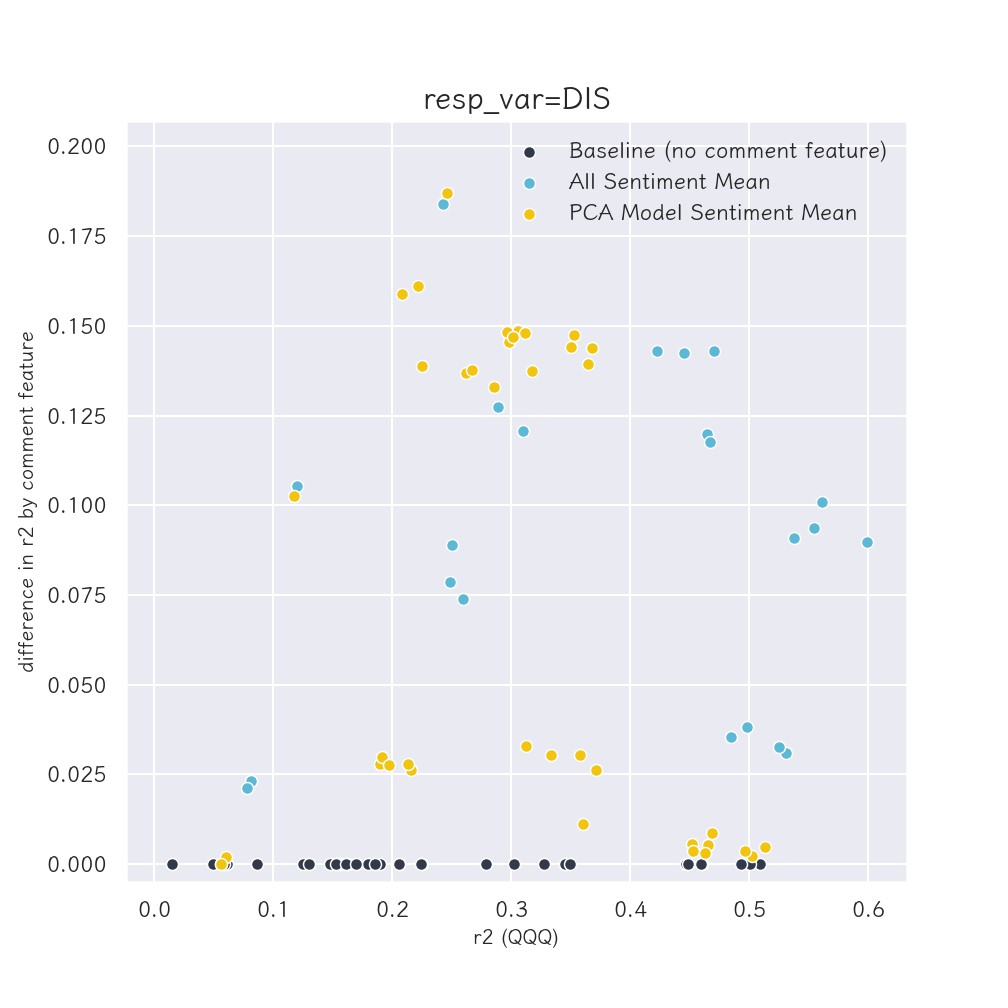 resp_var=DIS
Baseline (no comment feature)
All Sentiment Mean
PCA Model Sentiment Mean
difference in r2 by comment feature
0.200
0.175
0.150
0.125
0.100
0.075
0.050
0.025
0.000
0.0 0.1 0.2 0.3 0.4 0.5 0.6
r2 (QQQ)